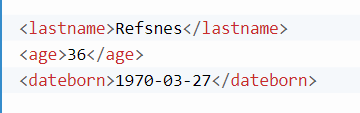 <lastname>Refsnes</lastname>
<age>36</age>
<dateborn>1970-03-27</dateborn>